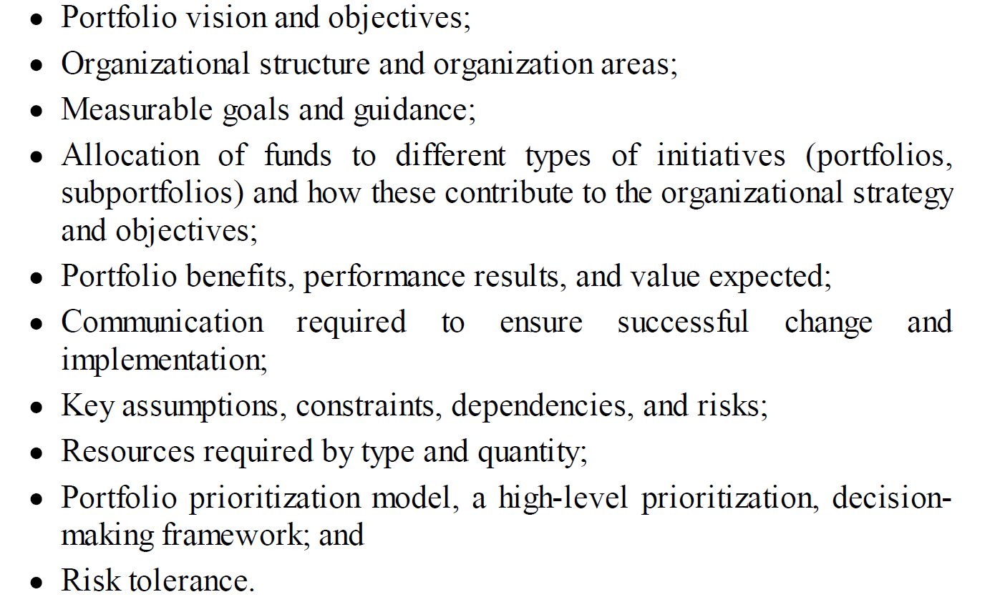 • Portfolio vision and objectives;
• Organizational structure and organization areas;
• Measurable goals and guidance;
• Allocation of funds to different types of initiatives (portfolios,
subportfolios) and how these contribute to the organizational strategy
and objectives;
• Portfolio benefits, performance results, and value expected;
• Communication required to ensure successful change and
implementation;
• Key assumptions, constraints, dependencies, and risks;
• Resources required by type and quantity;
• Portfolio prioritization model, a high-level prioritization, decision-
making framework; and
• Risk tolerance.